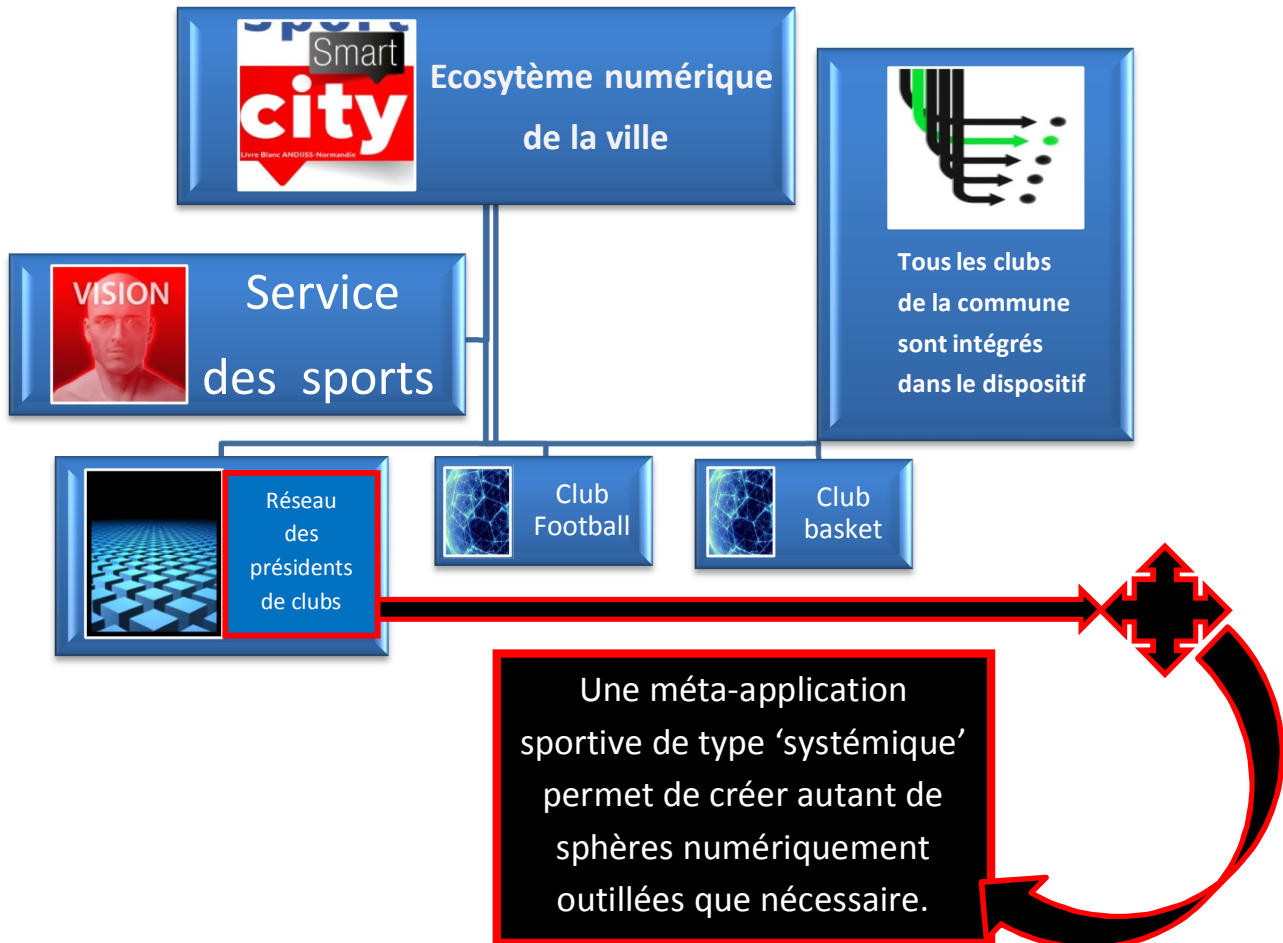 Sport
Smart
city
Livre Blanc ANDIISS-Normandie
Ecosytème numérique
de la ville
Tous les clubs
de la commune
sont intégrés
dans le dispositif
VISION
Service
des sports
Réseau
des
présidents
de clubs
Club
Football
Club
basket
Une méta-application
sportive de type ‘systémique’
permet de créer autant de
sphères numériquement
outillées que nécessaire.